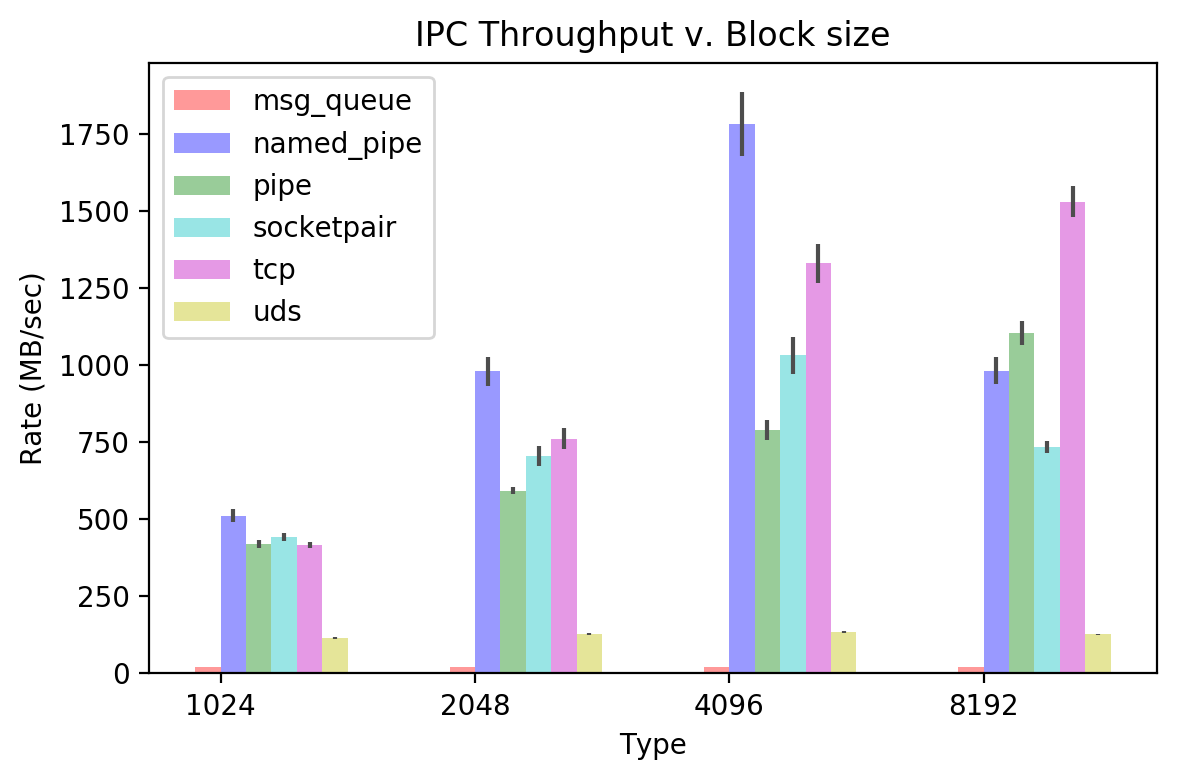 IPC Throughput v. Block size
msg_queue
named_pipe
pipe
socketpair
tcp
uds
Rate (MB/sec)
1750
1500
1250
1000
750
500
250
0
1024 2048 4096 8192
Type